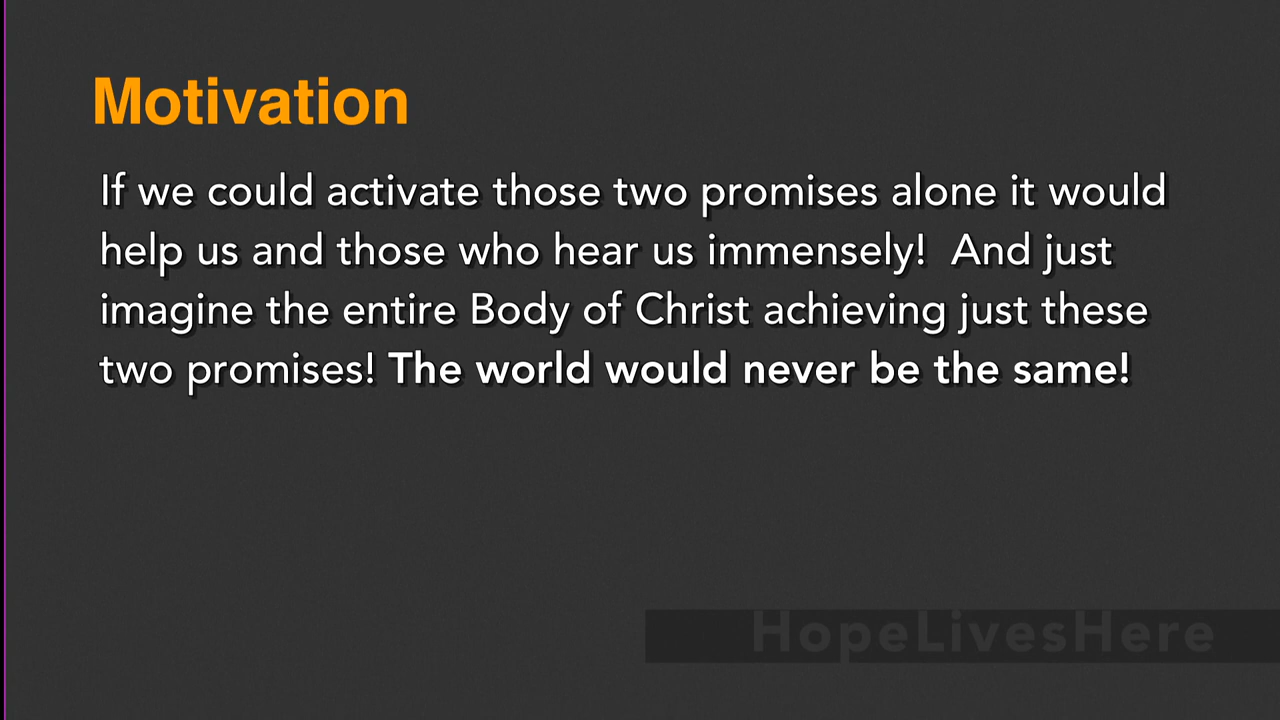 Motivation
If we could activate those two promises alone it would
help us and those who hear us immensely!  And just
imagine the entire Body of Christ achieving just these
two promises! The world would never be the same!
HopeLivesHere